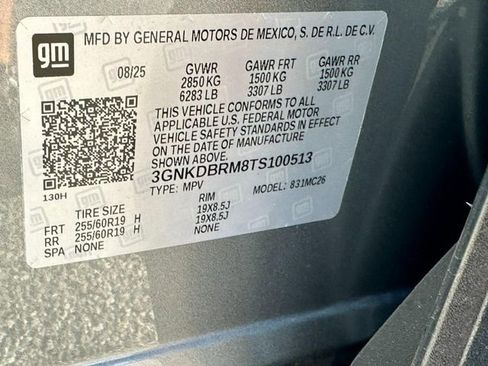 gm
MFD BY GENERAL MOTORS DE MEXICO, S. DE R.L. DE C.V.
08/25 GVWR GAWR FRT GAWR RR
2850 KG 1500 KG 1500 KG
6283 LB 3307 LB 3307 LB
THIS VEHICLE CONFORMS TO ALL
APPLICABLE U.S. FEDERAL MOTOR
VEHICLE SAFETY STANDARDS IN EFFECT ON
THE DATE OF MANUFACTURE SHOWN ABOVE.
3GNKDBRM8TS100513
130H TYPE: MPV MODEL: 831MC26
TIRE SIZE RIM
FRT 255/60R19 H 19X8.5J
RR 255/60R19 H 19X8.5J
SPA NONE NONE